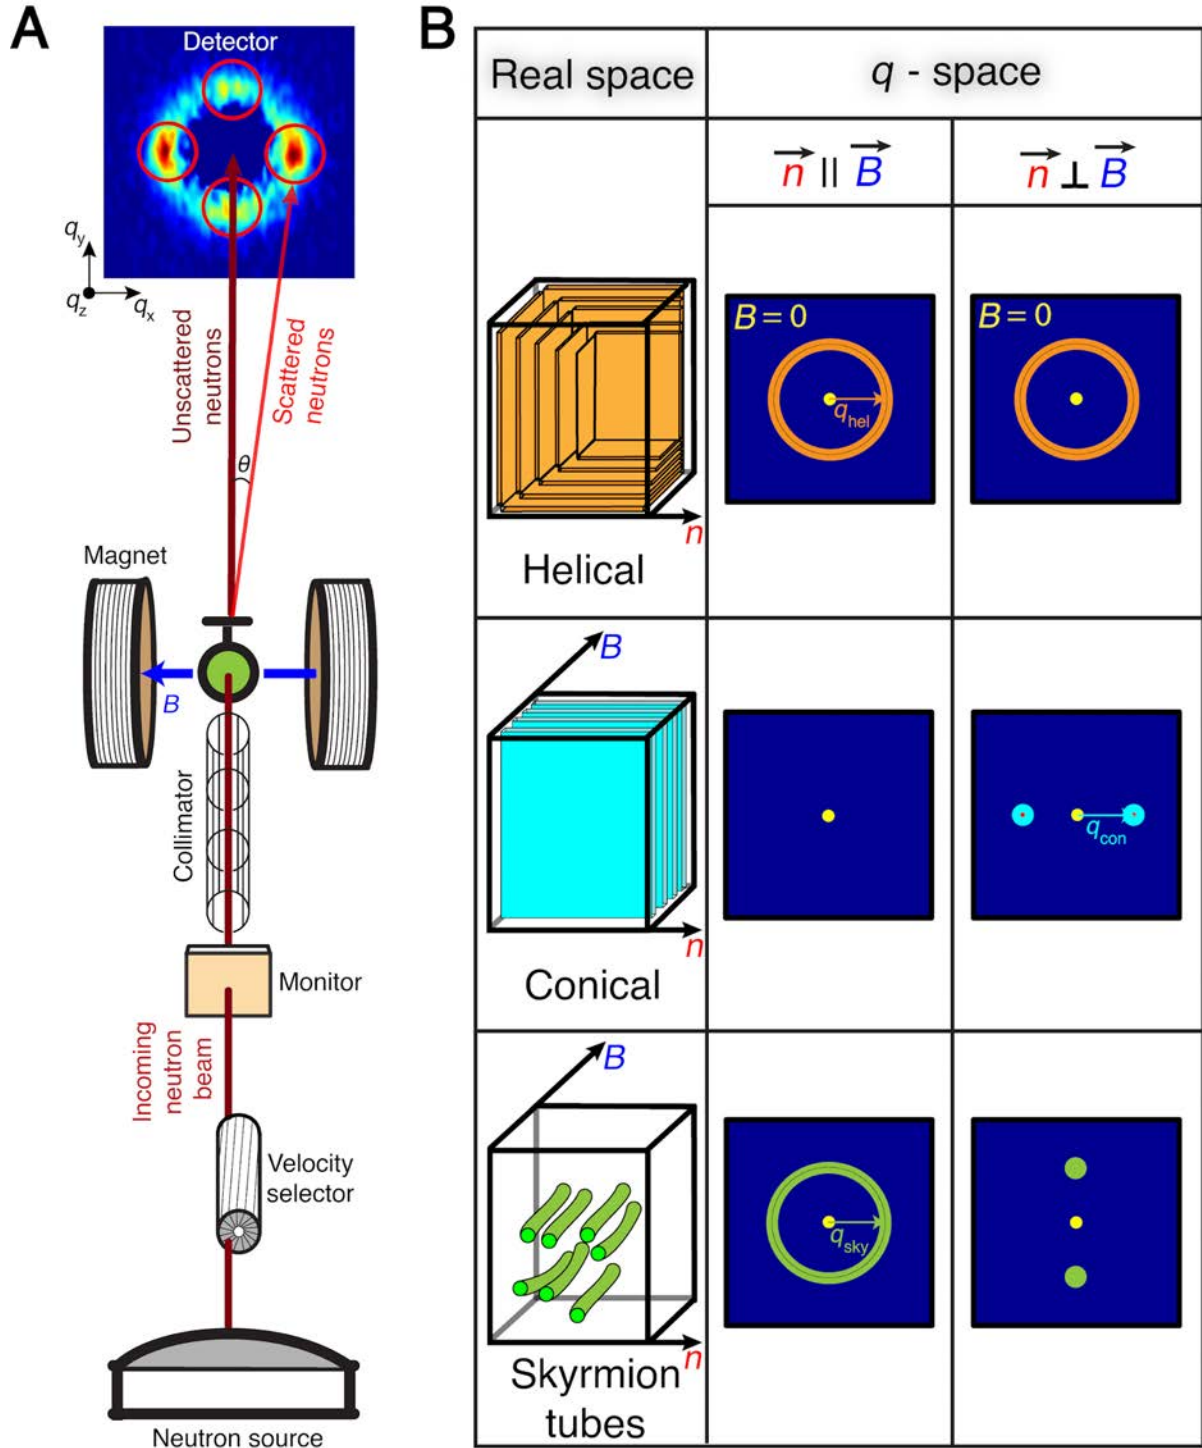 A
Detector
q_y
q_z
q_x
Unscattered
neutrons
Scattered
neutrons
θ
Magnet
B
Collimator
Monitor
Incoming
neutron
beam
Velocity
selector
Neutron source
B
Real space
q - space
n || B
n ⊥ B
B = 0
q_hel
B = 0
n
Helical
B
q_con
n
Conical
B
q_sky
n
Skyrmion
tubes